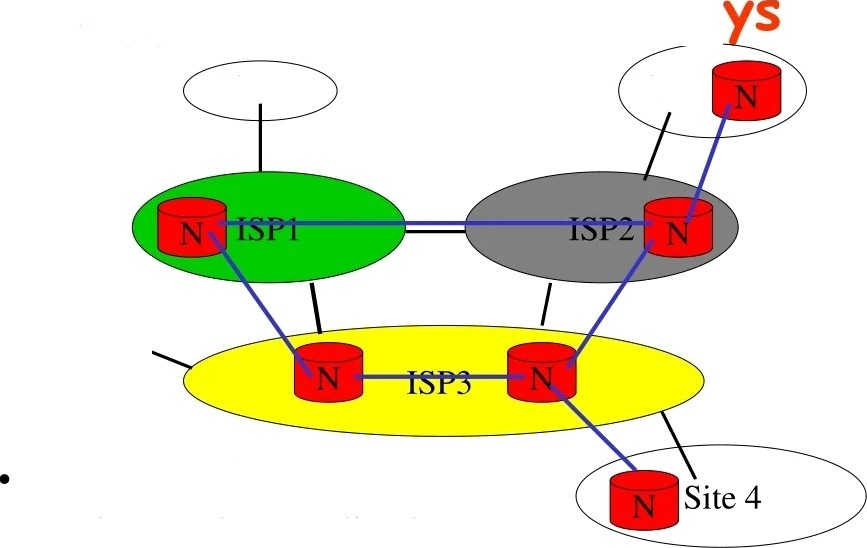 ys
N
N ISP1
ISP2 N
N ISP3 N
N Site 4